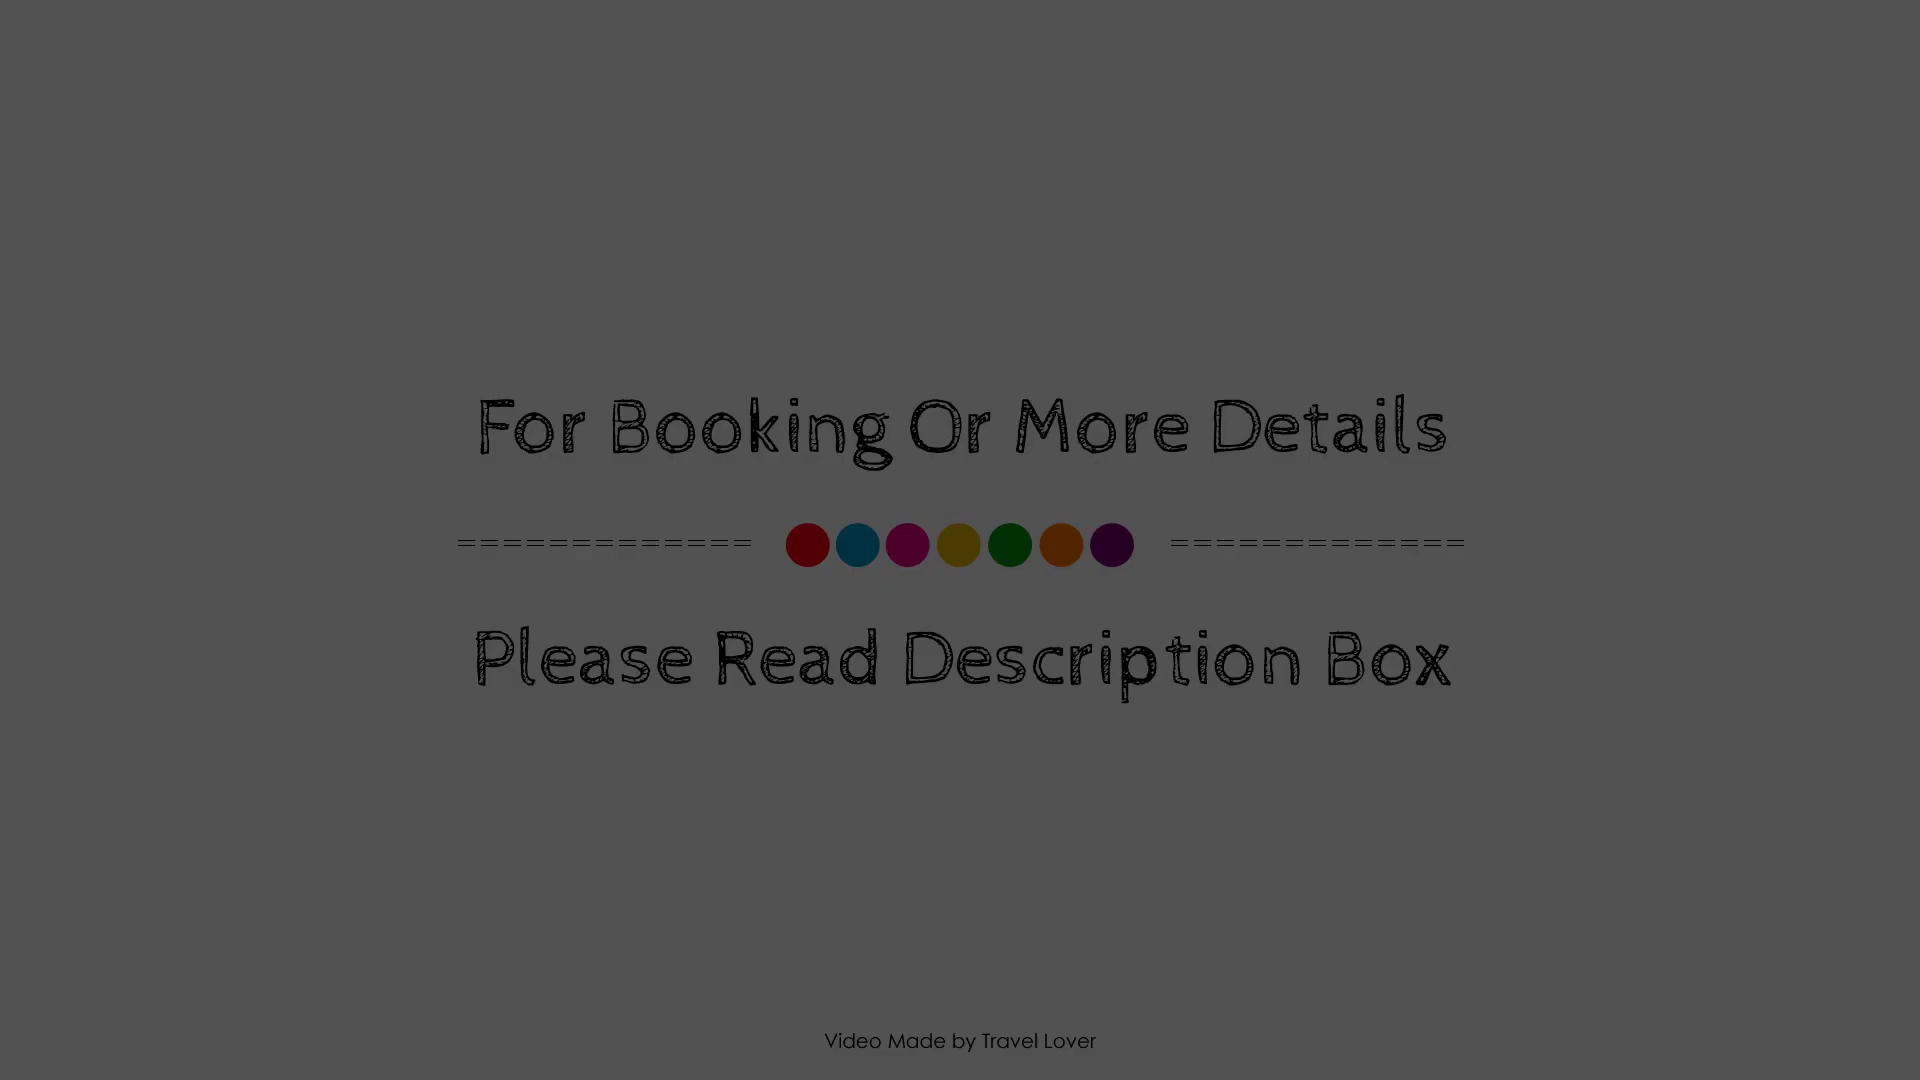 For Booking Or More Details
============= =============
Please Read Description Box
Video Made by Travel Lover